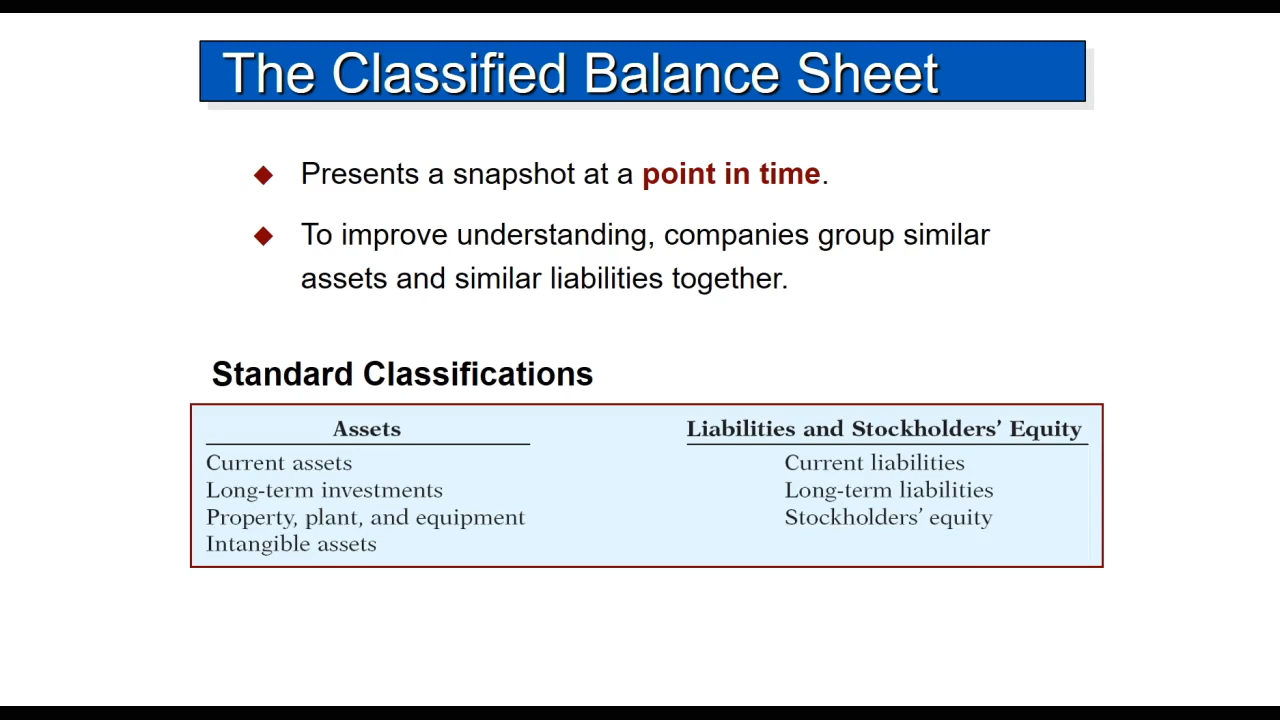 The Classified Balance Sheet
Presents a snapshot at a point in time.
To improve understanding, companies group similar
assets and similar liabilities together.
Standard Classifications
Assets
Liabilities and Stockholders’ Equity
Current assets
Current liabilities
Long-term investments
Long-term liabilities
Property, plant, and equipment
Stockholders’ equity
Intangible assets